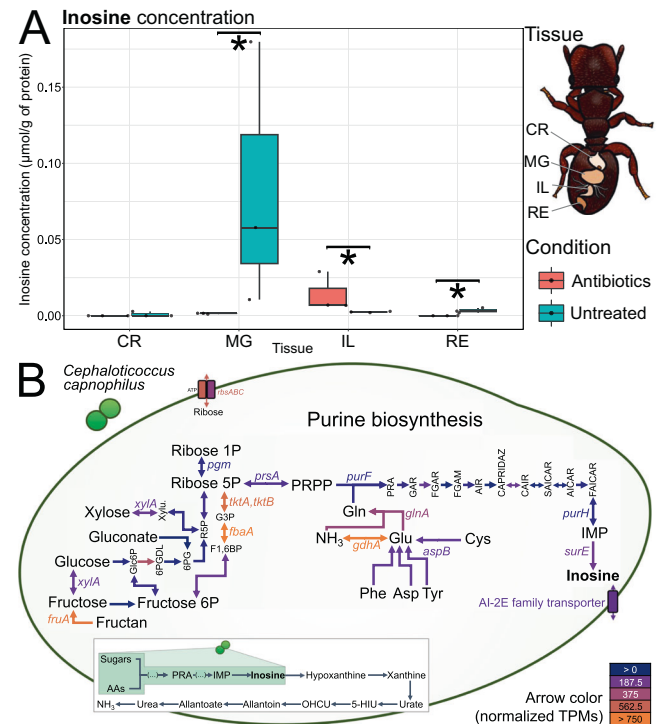 A
Inosine concentration
Inosine concentration (μmol/g of protein)
0.15
0.10
0.05
0.00
*
*
*
CR
MG
IL
RE
Tissue
Tissue
CR
MG
IL
RE
Condition
Antibiotics
Untreated
B
Cephaloticoccus
capnophilus
ATP
rbsABC
Ribose
Purine biosynthesis
Ribose 1P
pgm
Ribose 5P
prsA
PRPP
purF
PRA
GAR
FGAR
FGAM
AIR
CAPRIDAZ
CAIR
SAICAR
AICAR
FAICAR
Xylose
xylA
Xylu.
R5P
tktA,tktB
G3P
fbaA
F1,6BP
Gln
glnA
NH3
gdhA
Glu
aspB
Cys
Phe Asp Tyr
purH
IMP
surE
Inosine
AI-2E family transporter
Gluconate
Glucose
Glc6P
6PGDL
6PG
xylA
Fructose
Fructose 6P
fruA
Fructan
Sugars
AAs
(...)
PRA
(...)
IMP
Inosine
Hypoxanthine
Xanthine
NH3
Urea
Allantoate
Allantoin
OHCU
5-HIU
Urate
Arrow color
(normalized TPMs)
> 0
187.5
375
562.5
> 750